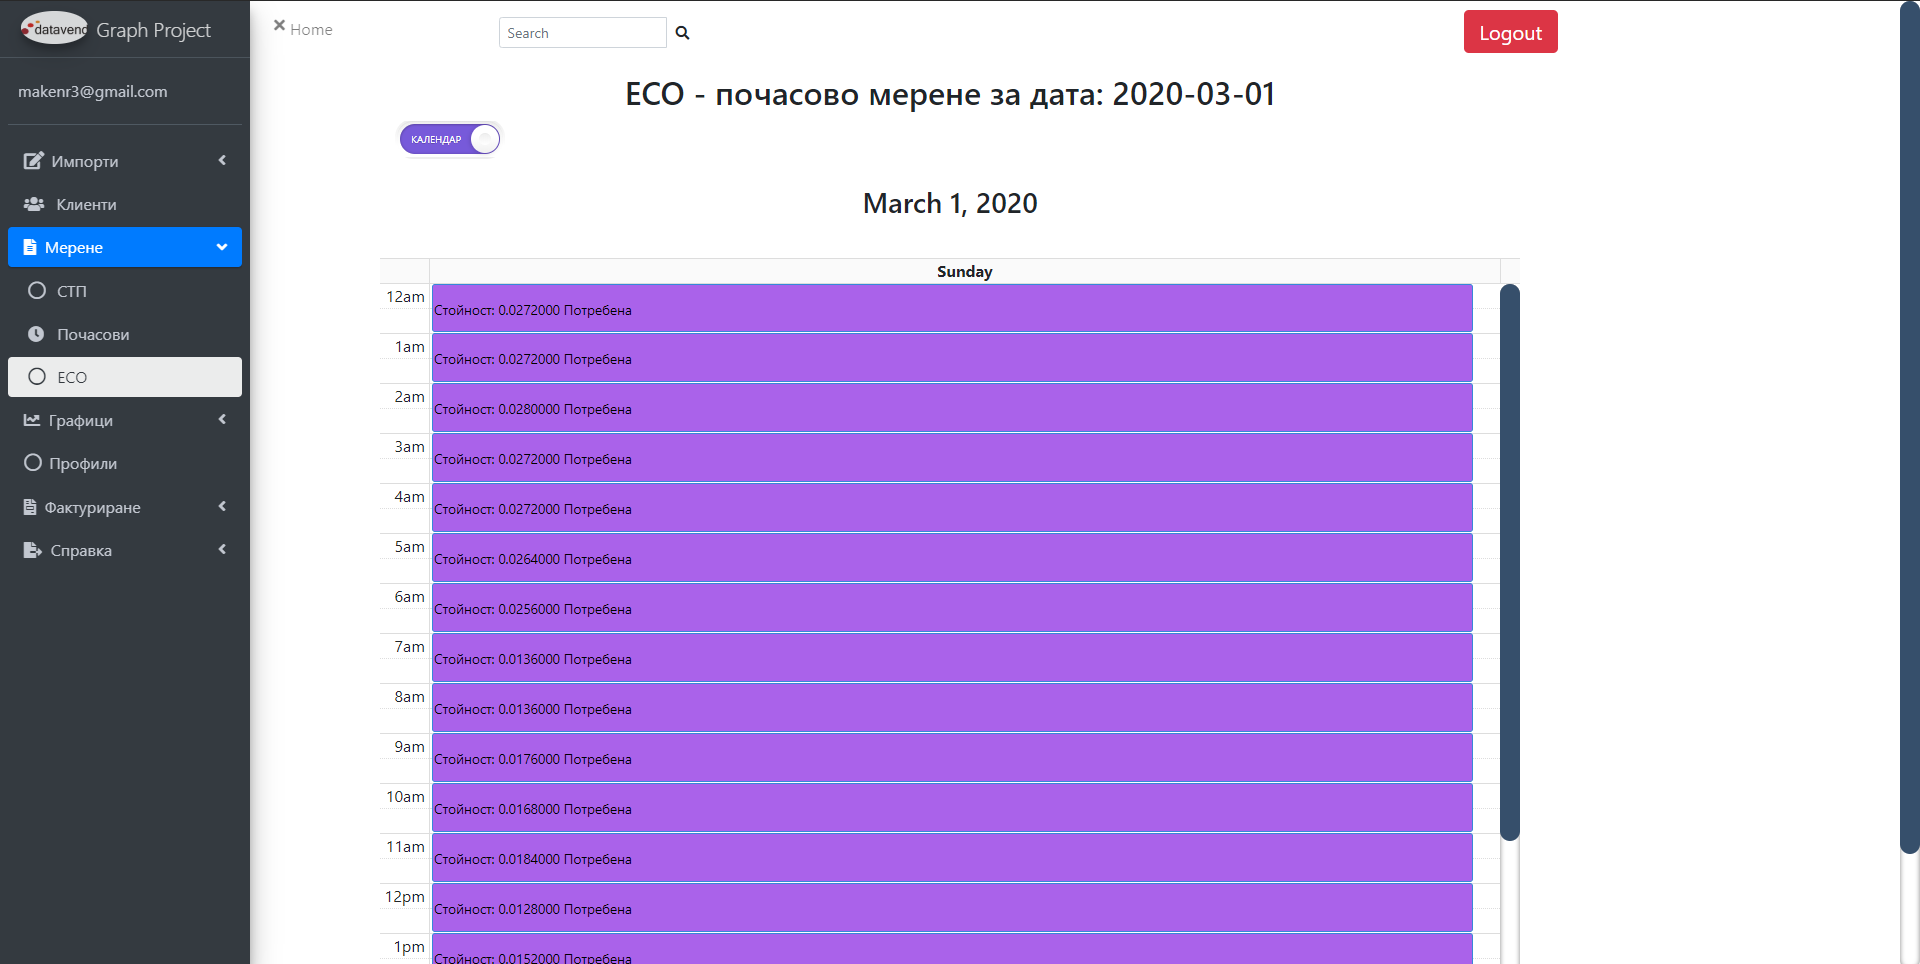 datavend Graph Project
makenr3@gmail.com
Импорти
Клиенти
Мерене
СТП
Почасови
ECO
Графици
Профили
Фактуриране
Справка
Home
Search
Logout
ECO - почасово мерене за дата: 2020-03-01
КАЛЕНДАР
March 1, 2020
Sunday
12am Стойност: 0.0272000 Потребена
1am Стойност: 0.0272000 Потребена
2am Стойност: 0.0280000 Потребена
3am Стойност: 0.0272000 Потребена
4am Стойност: 0.0272000 Потребена
5am Стойност: 0.0264000 Потребена
6am Стойност: 0.0256000 Потребена
7am Стойност: 0.0136000 Потребена
8am Стойност: 0.0136000 Потребена
9am Стойност: 0.0176000 Потребена
10am Стойност: 0.0168000 Потребена
11am Стойност: 0.0184000 Потребена
12pm Стойност: 0.0128000 Потребена
1pm Стойност: 0.0152000 Потребена